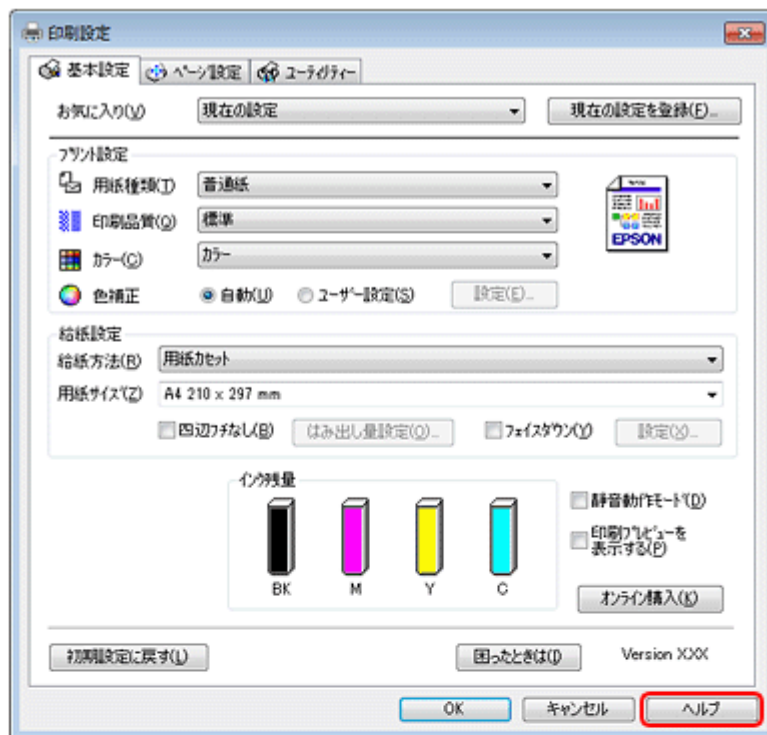 印刷設定
基本設定 ページ設定 ユーティリティー
お気に入り(V) 現在の設定 現在の設定を登録(F)...
プリント設定
用紙種類(T) 普通紙
印刷品質(Q) 標準
カラー(C) カラー
色補正 自動(U) ユーザー設定(S) 設定(E)...
EPSON
給紙設定
給紙方法(R) 用紙カセット
用紙サイズ(Z) A4 210 x 297 mm
四辺フチなし(B) はみ出し量設定(O)... フェイスダウン(Y) 設定(X)...
インク残量
BK M Y C
静音動作モード(D)
印刷プレビューを
表示する(P)
オンライン購入(K)
初期設定に戻す(L) 困ったときは(I) Version XXX
OK キャンセル ヘルプ